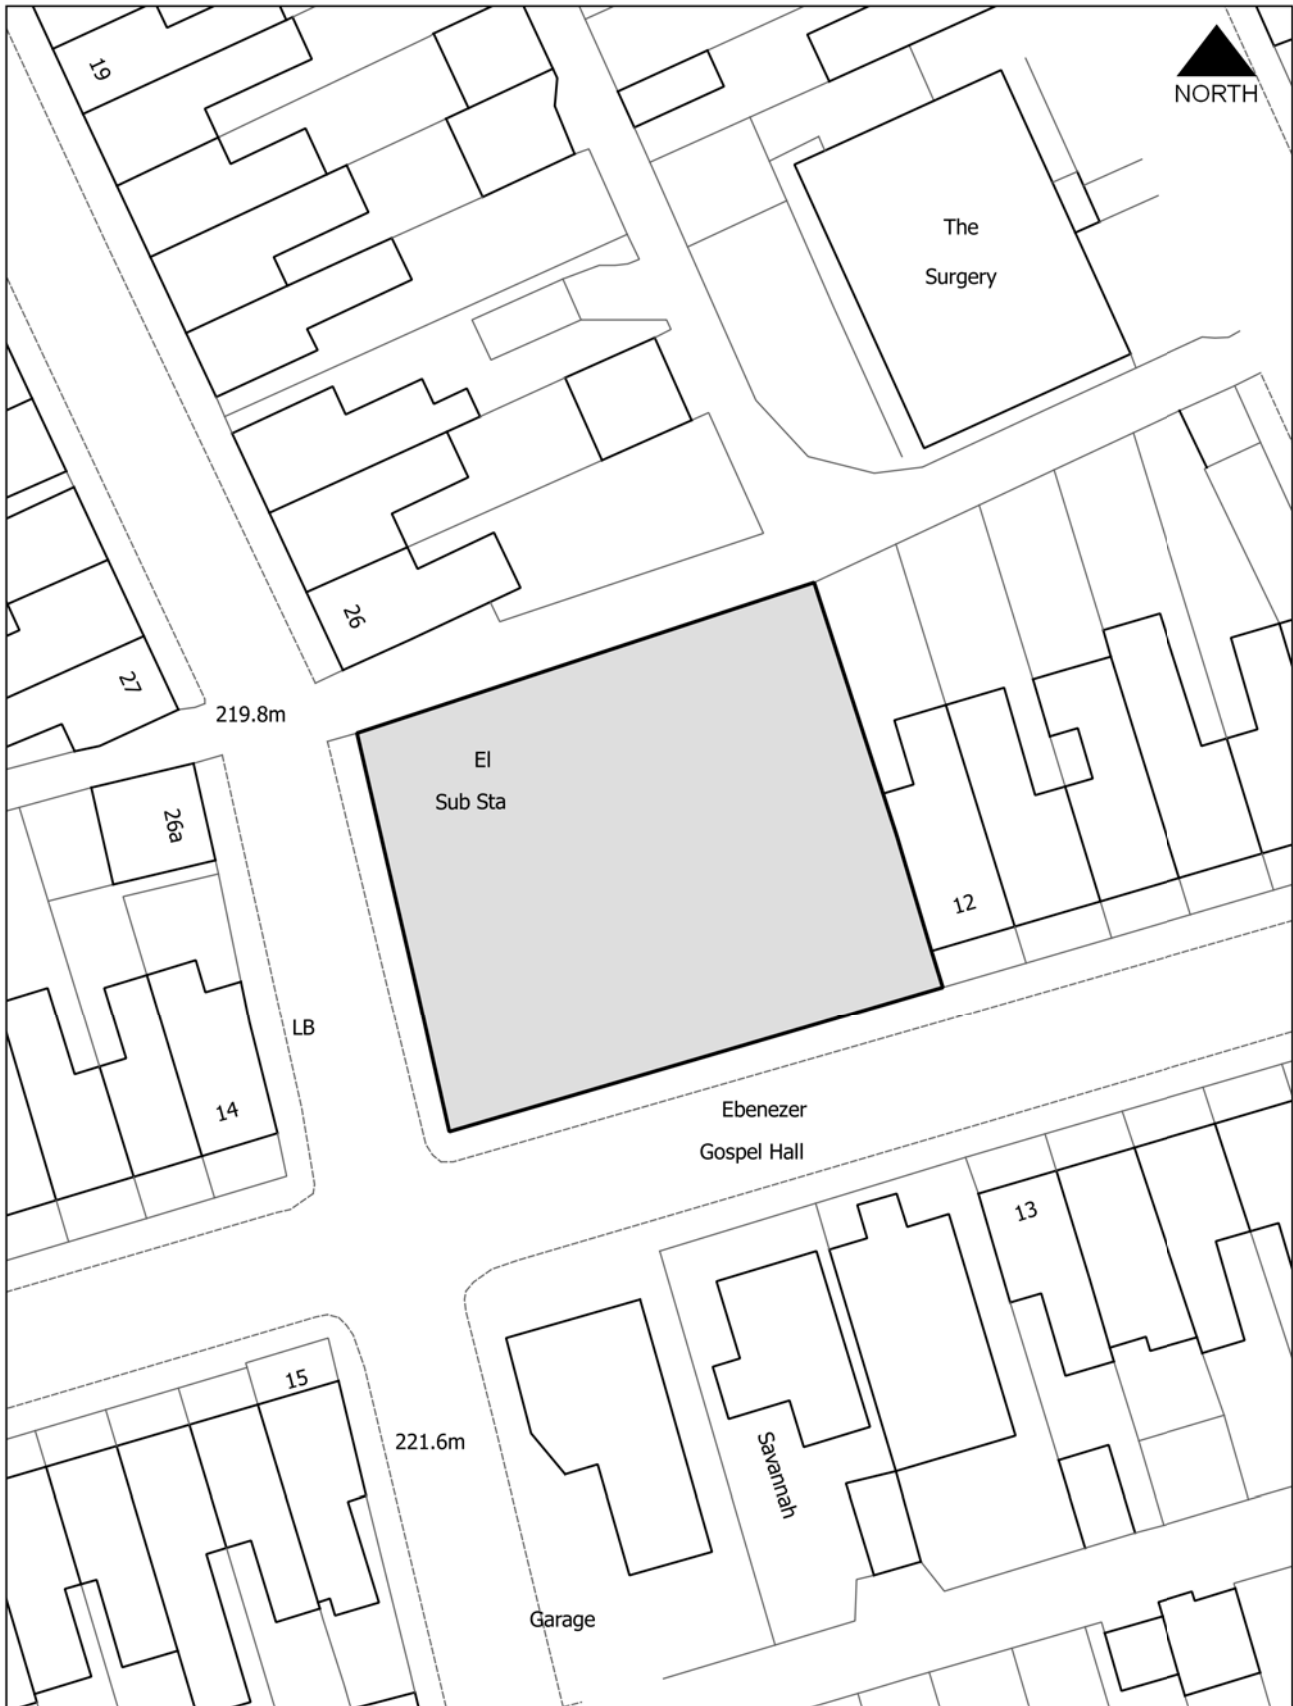 19
NORTH
The
Surgery
26
27
219.8m
El
Sub Sta
26a
12
LB
14
Ebenezer
Gospel Hall
13
15
221.6m
Savannah
Garage